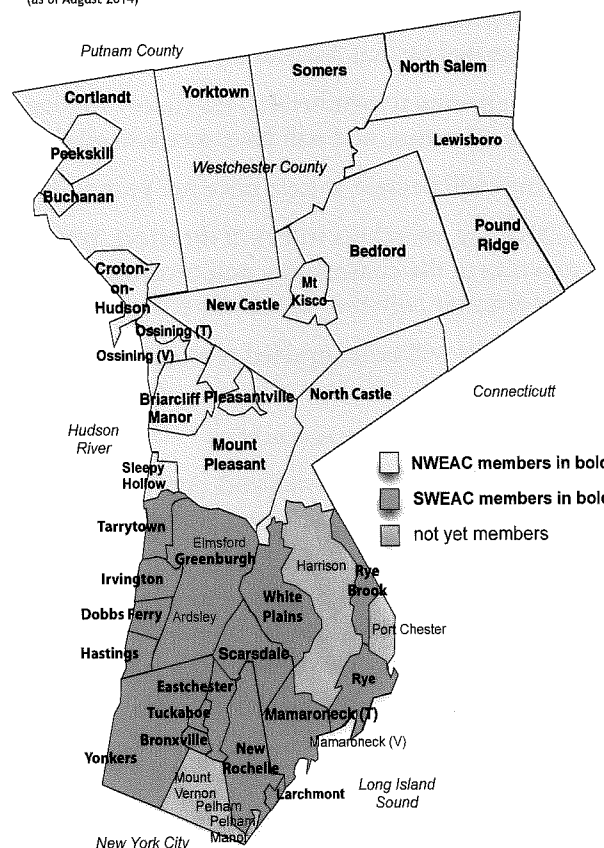 (as of August 2014)
Putnam County
Somers
North Salem
Cortlandt
Yorktown
Peekskill
Westchester County
Lewisboro
Buchanan
Pound
Ridge
Bedford
Croton-
on-
Hudson
Mt
Kisco
New Castle
Ossining (T)
Ossining (V)
Briarcliff
Manor
Pleasantville
North Castle
Connecticutt
Hudson
River
Mount
Pleasant
Sleepy
Hollow
NWEAC members in bold
SWEAC members in bold
not yet members
Tarrytown
Elmsford
Greenburgh
Harrison
Rye
Brook
Irvington
White
Plains
Dobbs Ferry
Ardsley
Port Chester
Hastings
Scarsdale
Rye
Eastchester
Tuckahoe
Mamaroneck (T)
Bronxville
Mamaroneck (V)
Yonkers
New
Rochelle
Mount
Vernon
Larchmont
Long Island
Sound
Pelham
Pelham
Manor
New York City